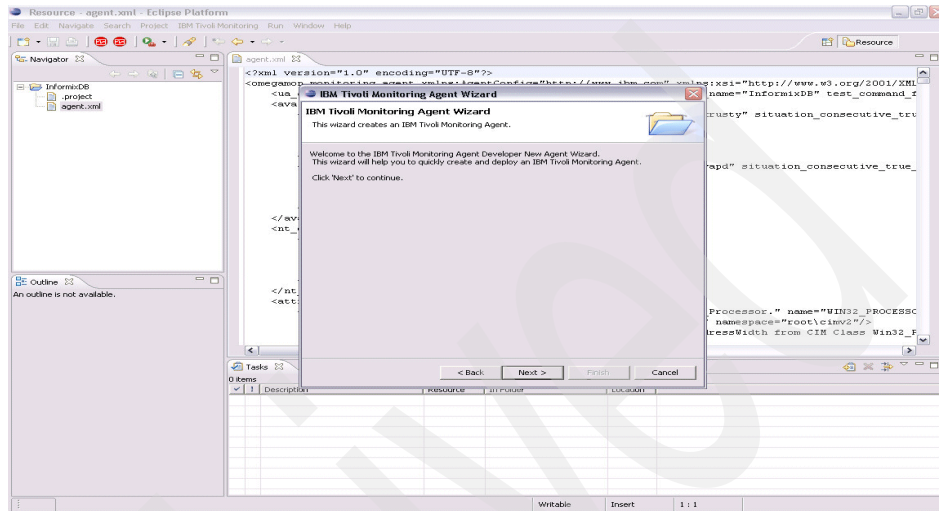 Resource - agent.xml - Eclipse Platform
File Edit Navigate Search Project IBM Tivoli Monitoring Run Window Help
Resource
Navigator
InformixDB
.project
agent.xml
agent.xml
<?xml version="1.0" encoding="UTF-8"?>
name="InformixDB" test_command_f
<ava
rusty" situation_consecutive_tru
vapd" situation_consecutive_true_
</ava
<nt_
</nt
<att
Processor." name="WIN32_PROCESSO
namespace="root\cimv2"/>
dressWidth from CIM Class Win32_P
IBM Tivoli Monitoring Agent Wizard
IBM Tivoli Monitoring Agent Wizard
This wizard creates an IBM Tivoli Monitoring Agent.
Welcome to the IBM Tivoli Monitoring Agent Developer New Agent Wizard.
This wizard will help you to quickly create and deploy an IBM Tivoli Monitoring Agent.
Click 'Next' to continue.
< Back Next > Finish Cancel
Outline
An outline is not available.
Tasks
0 items
! Description Resource In Folder Location
Writable Insert 1 : 1